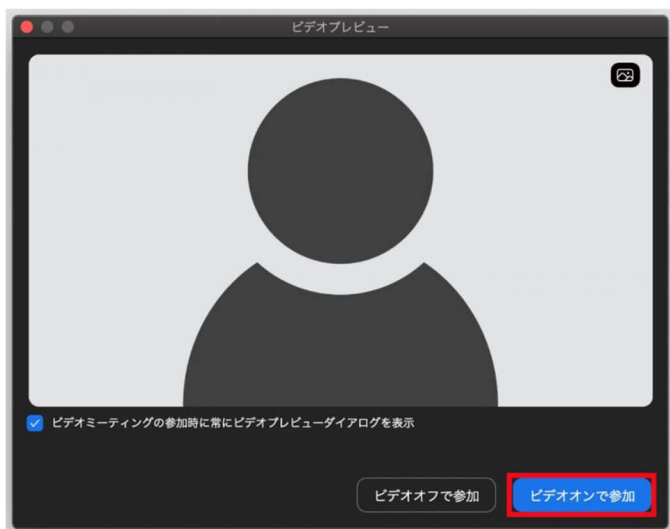 ビデオプレビュー
ビデオミーティングの参加時に常にビデオプレビューダイアログを表示
ビデオオフで参加
ビデオオンで参加